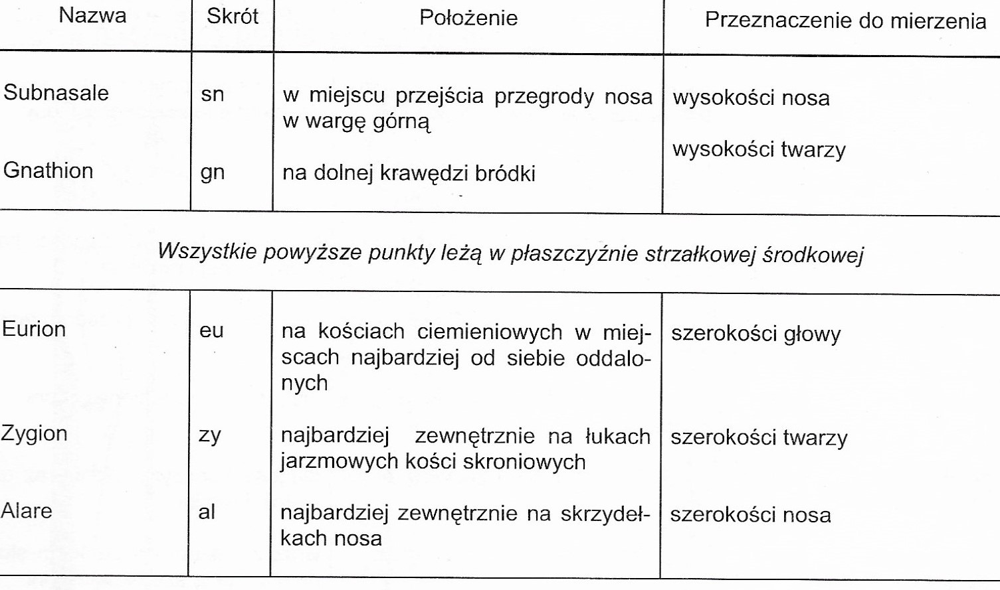 Nazwa Skrót Położenie Przeznaczenie do mierzenia
Subnasale sn w miejscu przejścia przegrody nosa wysokości nosa
w wargę górną
wysokości twarzy
Gnathion gn na dolnej krawędzi bródki
Wszystkie powyższe punkty leżą w płaszczyźnie strzałkowej środkowej
Eurion eu na kościach ciemieniowych w miej- szerokości głowy
scach najbardziej od siebie oddalo-
nych
Zygion zy najbardziej zewnętrznie na łukach szerokości twarzy
jarzmowych kości skroniowych
Alare al najbardziej zewnętrznie na skrzydeł- szerokości nosa
kach nosa